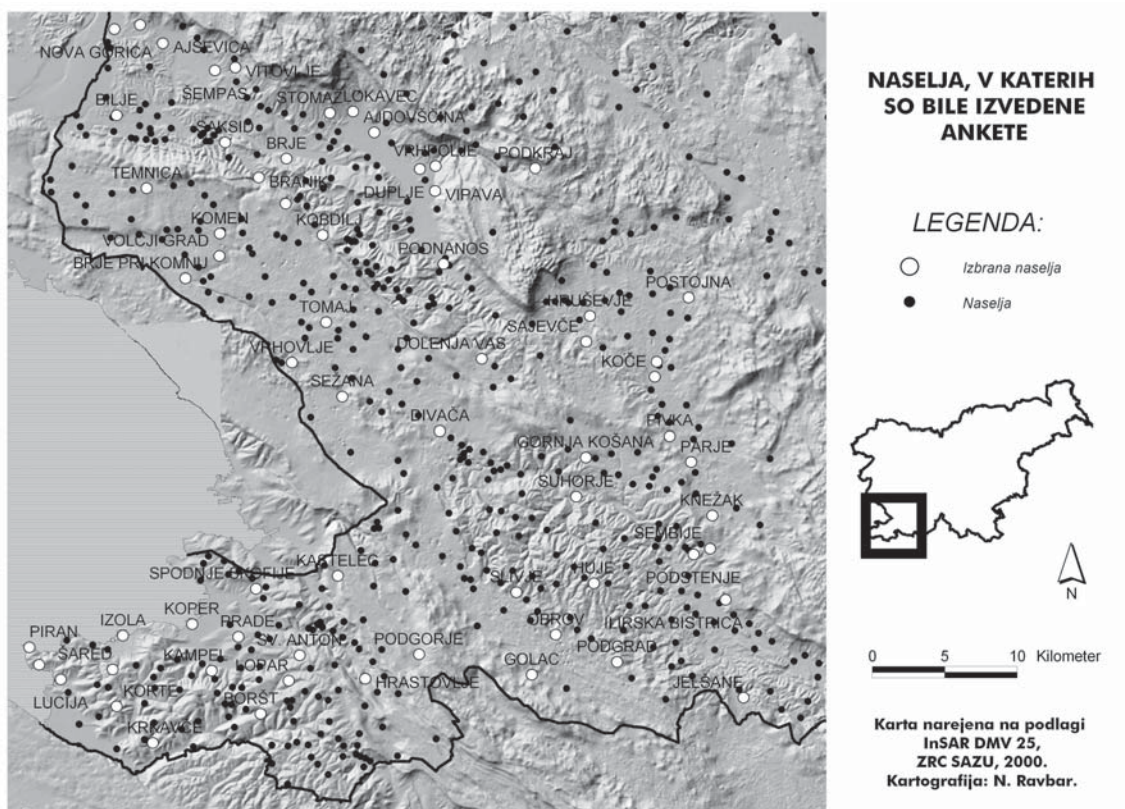 NOVA GORICA
AJŠEVICA
VITOVLJE
ŠEMPAS
BILJE
STOMAŽ
LOKAVEC
AJDOVŠČINA
SAKSID
BRJE
VRHPOLJE
PODKRAJ
TEMNICA
BRANIK
DUPLJE
VIPAVA
KOMEN
KOBDILJ
VOLČJI GRAD
PODNANOS
BRJE PRI KOMNU
POSTOJNA
HRUŠEVJE
TOMAJ
SAJEVČE
DOLENJA VAS
VRHOVLJE
KOČE
SEŽANA
DIVAČA
PIVKA
GORNJA KOŠANA
PARJE
SUHORJE
KNEŽAK
ŠEMBIJE
KASTELEC
SPODNJE ŠKOFIJE
SLIVJE
HUJE
PODSTENJE
KOPER
IZOLA
PRADE
OBROV
ILIRSKA BISTRICA
PIRAN
SV. ANTON
PODGORJE
ŠARED
KAMPEL
LOPAR
GOLAC
PODGRAD
HRASTOVLJE
JELŠANE
LUCIJA
KORTE
BORŠT
KRKAVČE
NASELJA, V KATERIH
SO BILE IZVEDENE
ANKETE
LEGENDA:
Izbrana naselja
Naselja
N
0 5 10 Kilometer
Karta narejena na podlagi
InSAR DMV 25,
ZRC SAZU, 2000.
Kartografija: N. Ravbar.